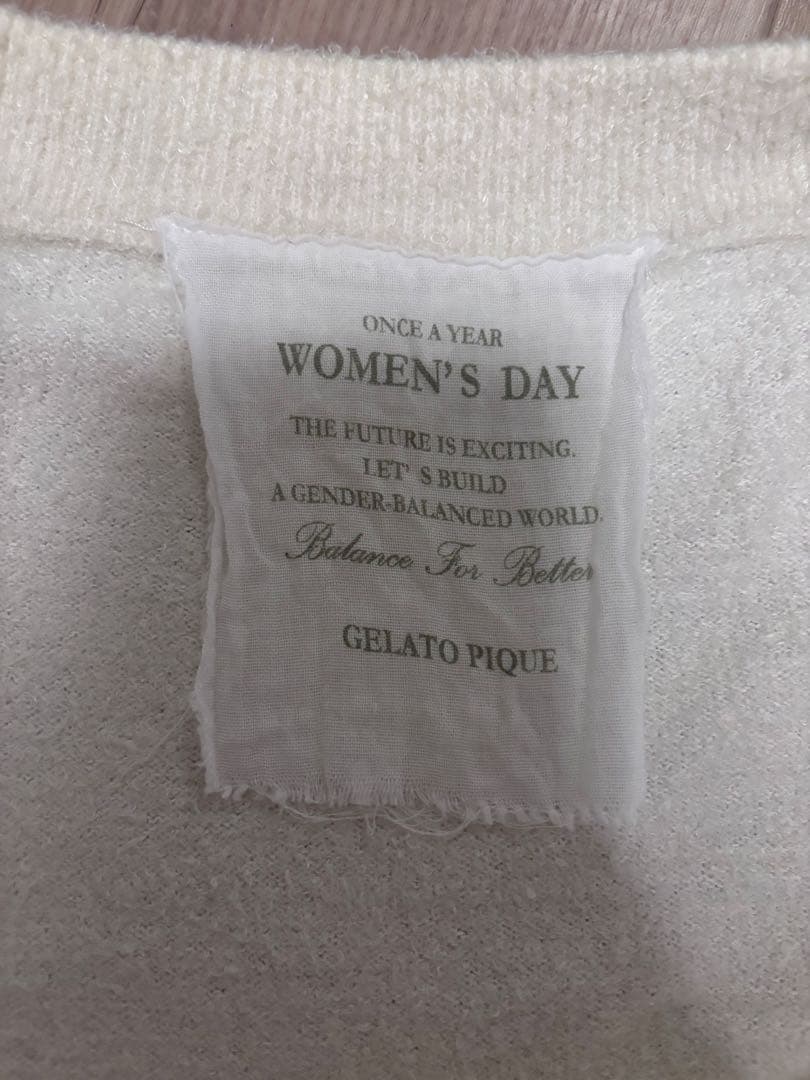 ONCE A YEAR
WOMEN'S DAY
THE FUTURE IS EXCITING.
LET' S BUILD
A GENDER-BALANCED WORLD.
Balance For Better
GELATO PIQUE